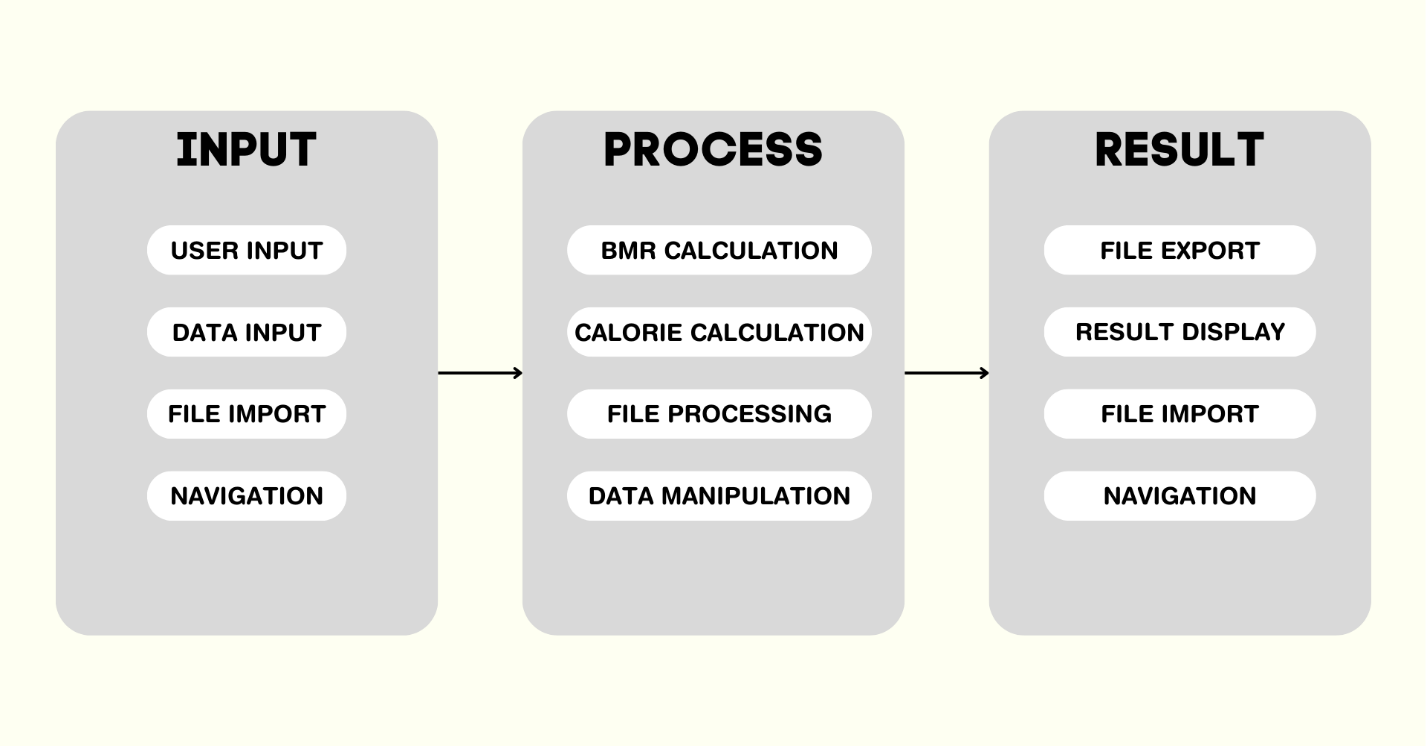 INPUT
USER INPUT
DATA INPUT
FILE IMPORT
NAVIGATION
PROCESS
BMR CALCULATION
CALORIE CALCULATION
FILE PROCESSING
DATA MANIPULATION
RESULT
FILE EXPORT
RESULT DISPLAY
FILE IMPORT
NAVIGATION